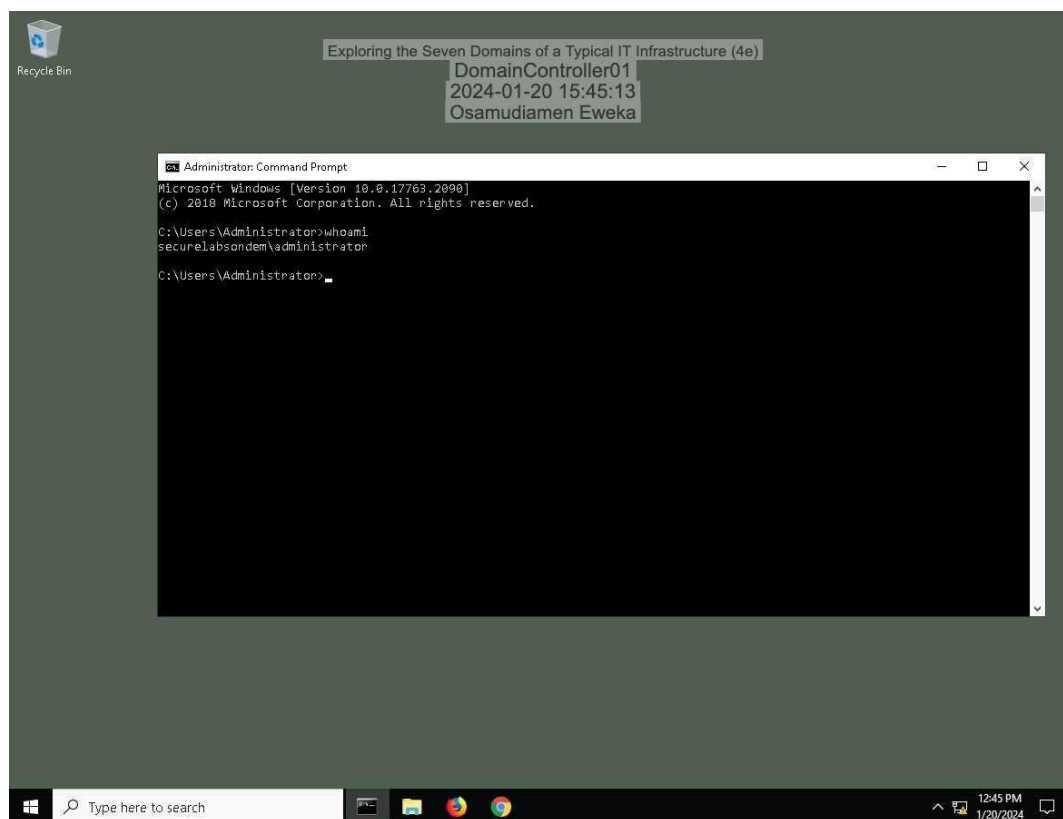 Recycle Bin
Exploring the Seven Domains of a Typical IT Infrastructure (4e)
DomainController01
2024-01-20 15:45:13
Osamudiamen Eweka
Administrator: Command Prompt
Microsoft Windows [Version 10.0.17763.2090]
(c) 2018 Microsoft Corporation. All rights reserved.
C:\Users\Administrator>whoami
securelabsondem\administrator
C:\Users\Administrator>
Type here to search
12:45 PM
1/20/2024